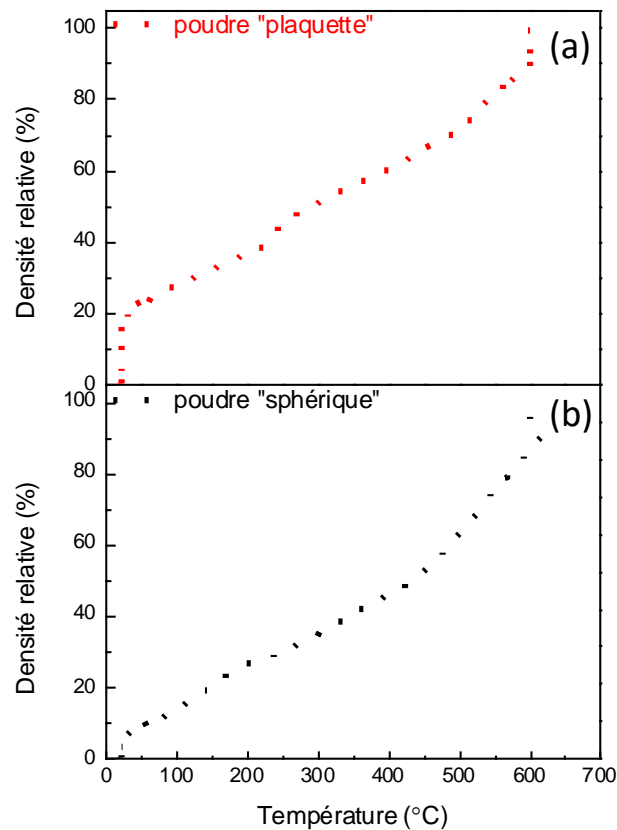 poudre "plaquette"
(a)
100
80
60
40
20
0
Densité relative (%)
poudre "sphérique"
(b)
100
80
60
40
20
0
Densité relative (%)
0 100 200 300 400 500 600 700
Température (°C)